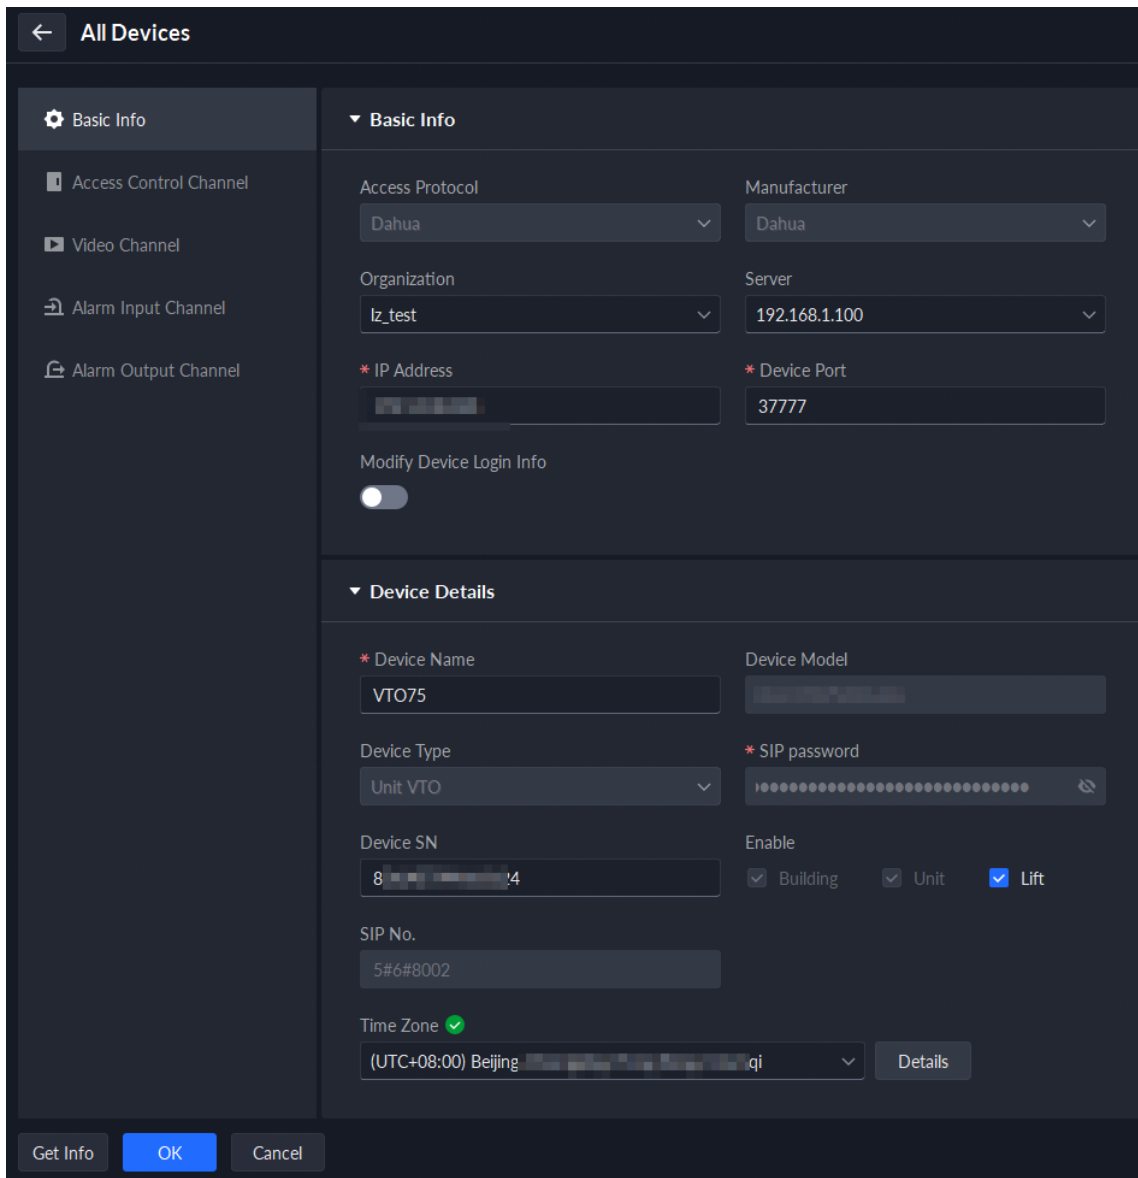 All Devices
Basic Info
Access Control Channel
Video Channel
Alarm Input Channel
Alarm Output Channel
Basic Info
Access Protocol Manufacturer
Dahua Dahua
Organization Server
lz_test 192.168.1.100
* IP Address * Device Port
37777
Modify Device Login Info
Device Details
* Device Name Device Model
VTO75
Device Type * SIP password
Unit VTO
Device SN Enable
8 24 Building Unit Lift
SIP No.
5#6#8002
Time Zone
(UTC+08:00) Beijing qi Details
Get Info OK Cancel